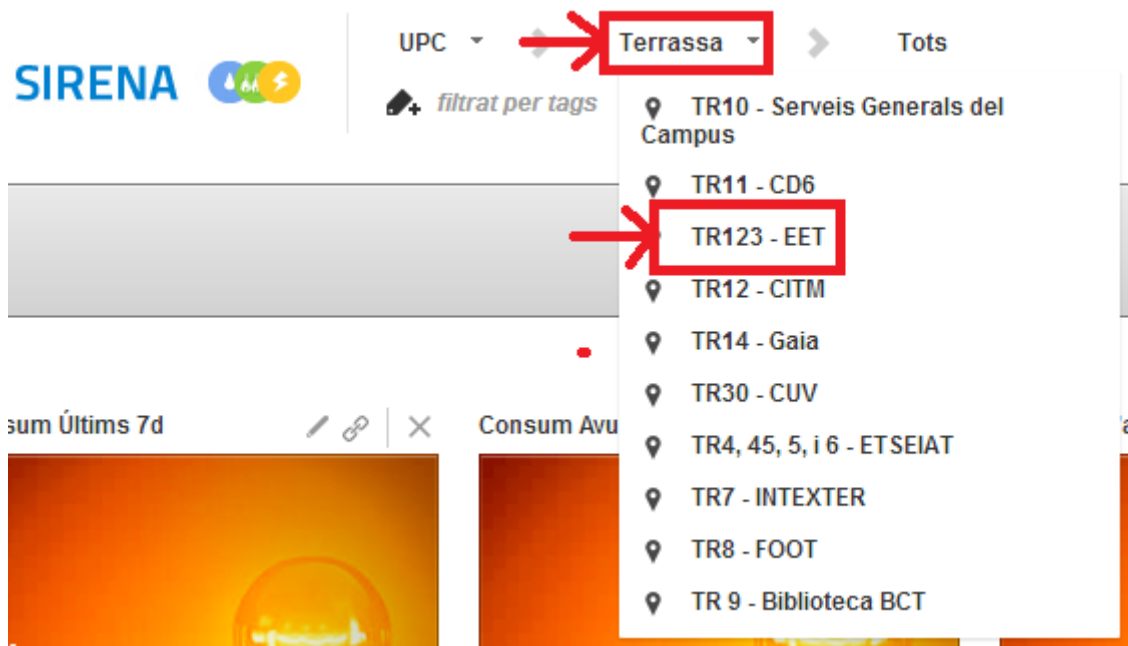 UPC
Terrassa
Tots
SIRENA
filtrat per tags
TR10 - Serveis Generals del
Campus
TR11 - CD6
TR123 - EET
TR12 - CITM
TR14 - Gaia
TR30 - CUV
TR4, 45, 5, i 6 - ETSEIAT
TR7 - INTEXTER
TR8 - FOOT
TR 9 - Biblioteca BCT
sum Últims 7d
Consum Avu